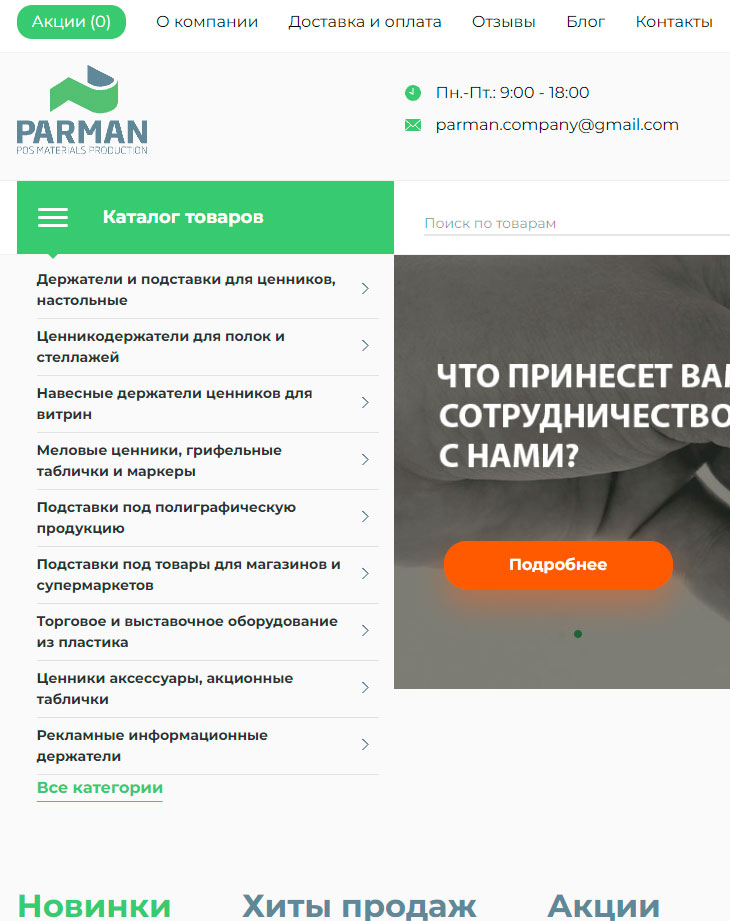 Акции (0)
О компании
Доставка и оплата
Отзывы
Блог
Контакты
PARMAN
POS MATERIALS PRODUCTION
Пн.-Пт.: 9:00 - 18:00
parman.company@gmail.com
Каталог товаров
Поиск по товарам
Держатели и подставки для ценников,
настольные
Ценникодержатели для полок и
стеллажей
Навесные держатели ценников для
витрин
Меловые ценники, грифельные
таблички и маркеры
Подставки под полиграфическую
продукцию
Подставки под товары для магазинов и
супермаркетов
Торговое и выставочное оборудование
из пластика
Ценники аксессуары, акционные
таблички
Рекламные информационные
держатели
Все категории
ЧТО ПРИНЕСЕТ
СОТРУДНИЧЕСТВО
С НАМИ?
Подробнее
Новинки
Хиты продаж
Акции